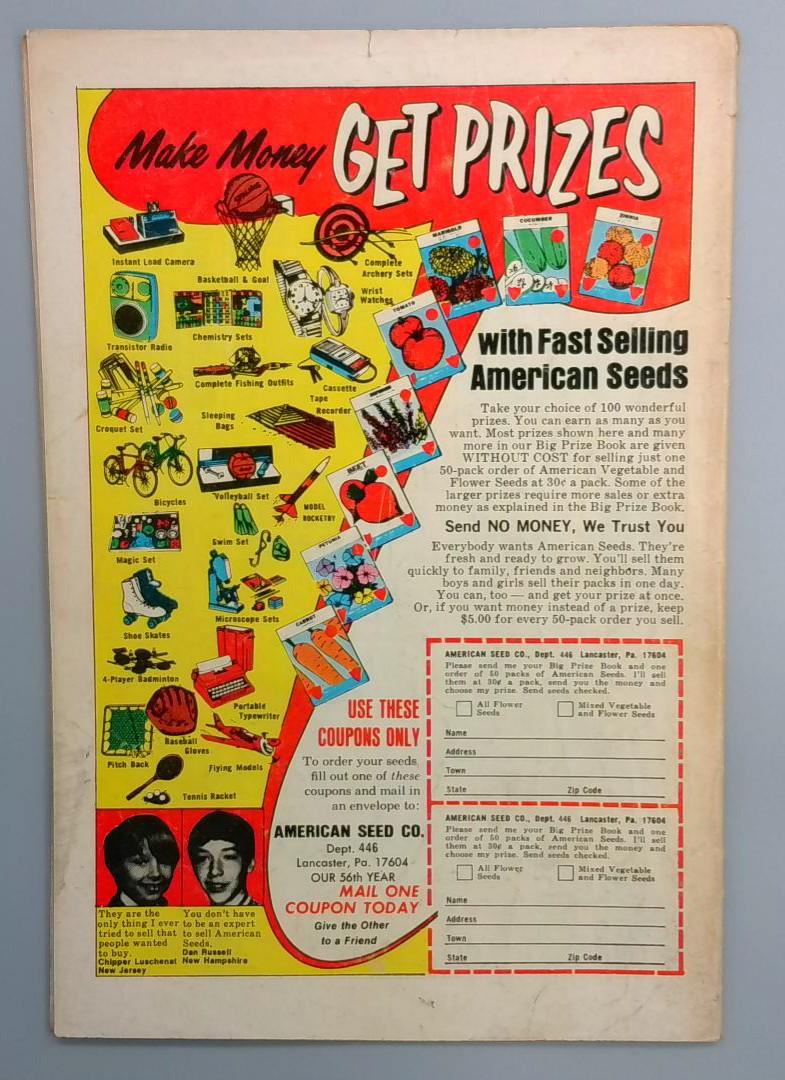 Make Money GET PRIZES
Instant Load Camera
Basketball & Goal
Complete
Archery Sets
Wrist
Watches
Transistor Radio
Chemistry Sets
Complete Fishing Outfits
Cassette
Tape
Recorder
Croquet Set
Sleeping
Bags
Bicycles
Volleyball Set
MODEL
ROCKETRY
Magic Set
Swim Set
Shoe Skates
Microscope Sets
4-Player Badminton
Portable
Typewriter
Baseball
Gloves
Pitch Back
Flying Models
Tennis Racket
MARIGOLD
CUCUMBER
ZINNIA
TOMATO
BEET
PETUNIA
CARROT
with Fast Selling
American Seeds
Take your choice of 100 wonderful
prizes. You can earn as many as you
want. Most prizes shown here and many
more in our Big Prize Book are given
WITHOUT COST for selling just one
50-pack order of American Vegetable and
Flower Seeds at 30¢ a pack. Some of the
larger prizes require more sales or extra
money as explained in the Big Prize Book.
Send NO MONEY, We Trust You
Everybody wants American Seeds. They're
fresh and ready to grow. You'll sell them
quickly to family, friends and neighbors. Many
boys and girls sell their packs in one day.
You can, too — and get your prize at once.
Or, if you want money instead of a prize, keep
$5.00 for every 50-pack order you sell.
USE THESE
COUPONS ONLY
To order your seeds,
fill out one of these
coupons and mail in
an envelope to:
AMERICAN SEED CO.
Dept. 446
Lancaster, Pa. 17604
OUR 56th YEAR
MAIL ONE
COUPON TODAY
Give the Other
to a Friend
AMERICAN SEED CO., Dept. 446 Lancaster, Pa. 17604
Please send me your Big Prize Book and one
order of 50 packs of American Seeds. I'll sell
them at 30¢ a pack, send you the money and
choose my prize. Send seeds checked.
All Flower
Seeds
Mixed Vegetable
and Flower Seeds
Name
Address
Town
State Zip Code
AMERICAN SEED CO., Dept. 446 Lancaster, Pa. 17604
Please send me your Big Prize Book and one
order of 50 packs of American Seeds. I'll sell
them at 30¢ a pack, send you the money and
choose my prize. Send seeds checked.
All Flower
Seeds
Mixed Vegetable
and Flower Seeds
Name
Address
Town
State Zip Code
They are the
only thing I ever
tried to sell that
people wanted
to buy.
Chipper Luschenat
New Jersey
You don't have
to be an expert
to sell American
Seeds.
Dan Russell
New Hampshire